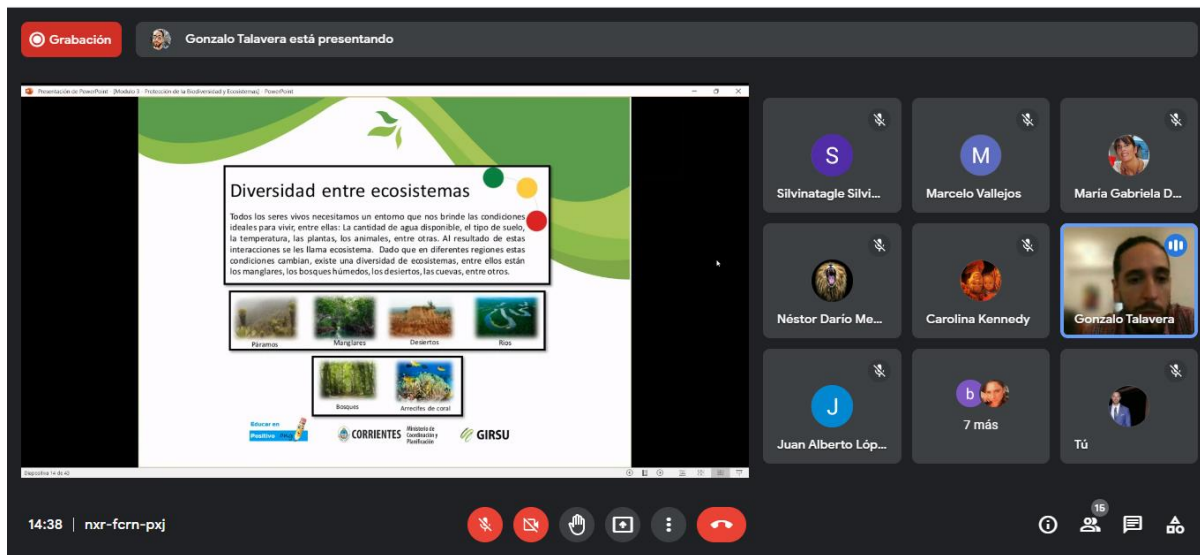 Grabación
Gonzalo Talavera está presentando
Presentación de PowerPoint - [Modulo 3 - Protección de la Biodiversidad y Ecosistemas] - PowerPoint
Diversidad entre ecosistemas
Todos los seres vivos necesitamos un entorno que nos brinde las condiciones
ideales para vivir, entre ellas: La cantidad de agua disponible, el tipo de suelo,
la temperatura, las plantas, los animales, entre otras. Al resultado de estas
interacciones se les llama ecosistema. Dado que en diferentes regiones estas
condiciones cambian, existe una diversidad de ecosistemas, entre ellos están
los manglares, los bosques húmedos, los desiertos, las cuevas, entre otros.
Páramos
Manglares
Desiertos
Ríos
Bosques
Arrecifes de coral
Educar en
Positivo
CORRIENTES
Ministerio de
Coordinación y
Planificación
GIRSU
Diapositiva 14 de 42
S
Silvinatagle Silvi...
M
Marcelo Vallejos
María Gabriela D...
Néstor Darío Me...
Carolina Kennedy
Gonzalo Talavera
J
Juan Alberto Lóp...
b
7 más
Tú
14:38 | nxr-fcrn-pxj
15